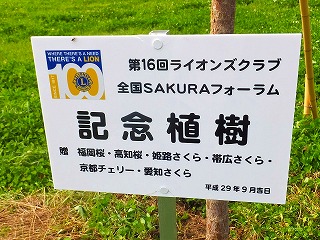 WHERE THERE'S A NEED
THERE'S A LION
100
第16回ライオンズクラブ
全国SAKURAフォーラム
記念植樹
贈 福岡桜・高知桜・姫路さくら・帯広さくら・
京都チェリー・愛知さくら
平成29年9月吉日